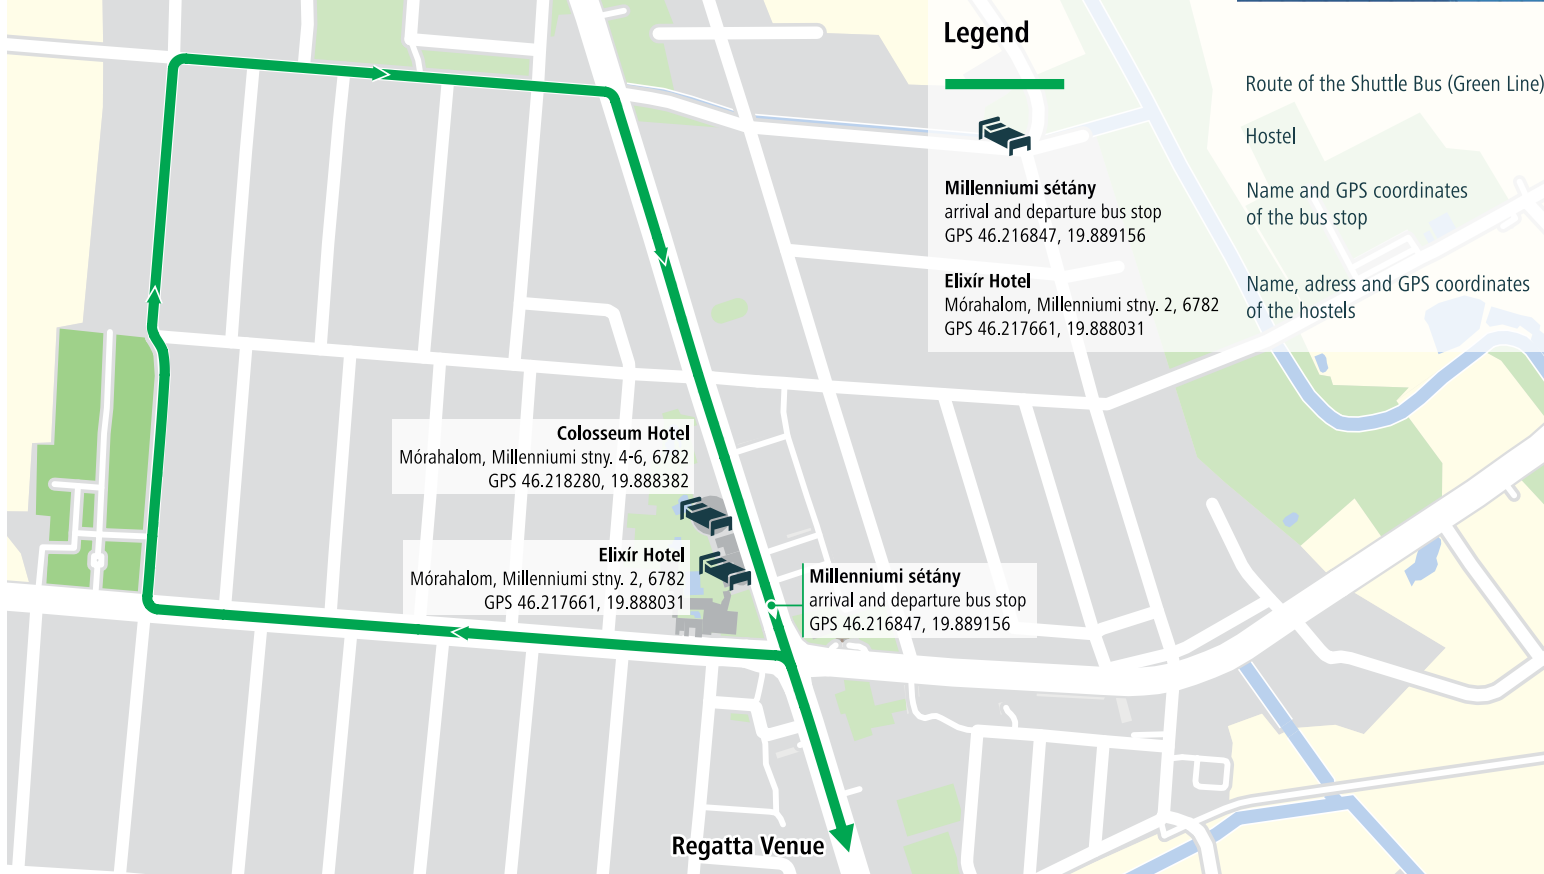 Legend
Route of the Shuttle Bus (Green Line)
Hostel
Millenniumi sétány
arrival and departure bus stop
GPS 46.216847, 19.889156
Name and GPS coordinates
of the bus stop
Elixír Hotel
Mórahalom, Millenniumi stny. 2, 6782
GPS 46.217661, 19.888031
Name, adress and GPS coordinates
of the hostels
Colosseum Hotel
Mórahalom, Millenniumi stny. 4-6, 6782
GPS 46.218280, 19.888382
Elixír Hotel
Mórahalom, Millenniumi stny. 2, 6782
GPS 46.217661, 19.888031
Millenniumi sétány
arrival and departure bus stop
GPS 46.216847, 19.889156
Regatta Venue